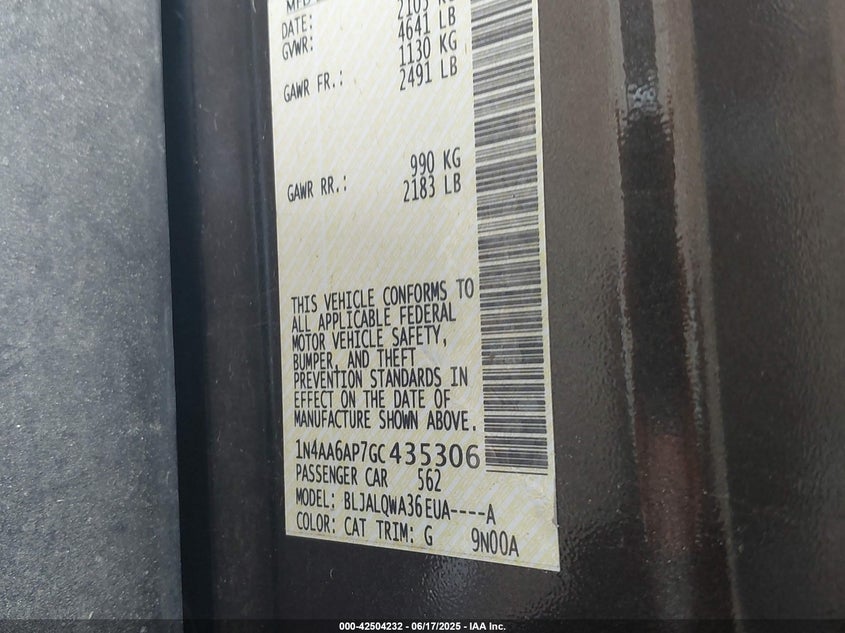 DATE:
4641 LB
GVWR:
1130 KG
GAWR FR.: 2491 LB
990 KG
GAWR RR.: 2183 LB
THIS VEHICLE CONFORMS TO
ALL APPLICABLE FEDERAL
MOTOR VEHICLE SAFETY,
BUMPER, AND THEFT
PREVENTION STANDARDS IN
EFFECT ON THE DATE OF
MANUFACTURE SHOWN ABOVE.
1N4AA6AP7GC435306
PASSENGER CAR 562
MODEL: BLJALQWA36EUA----A
COLOR: CAT TRIM: G 9N00A
000-42504232 - 06/17/2025 - IAA Inc.